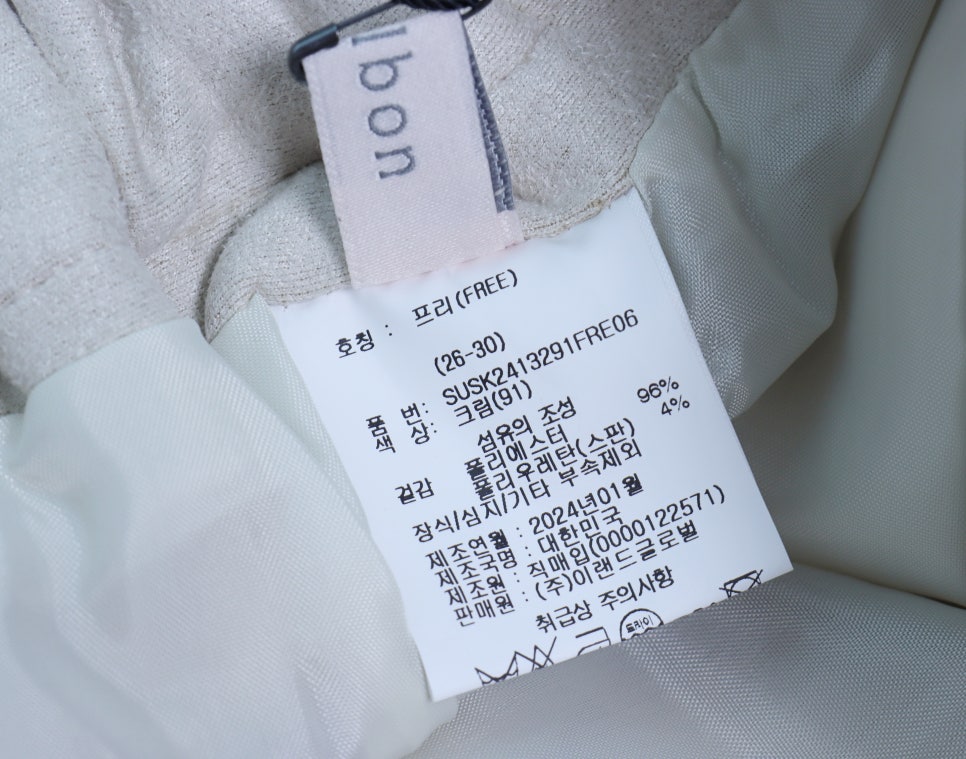 lbon
호칭 : 프리(FREE)
(26-30)
품 번: SUSK2413291FRE06
색 상: 크림(91)
섬유의 조성
겉감 폴리에스터 96%
폴리우레탄(스판) 4%
장식/심지/기타 부속제외
제조연월 : 2024년01월
제조국명 : 대한민국
제조원 : 직매입(0000122571)
판매원 : (주)이랜드글로벌
취급상 주의사항
드라이